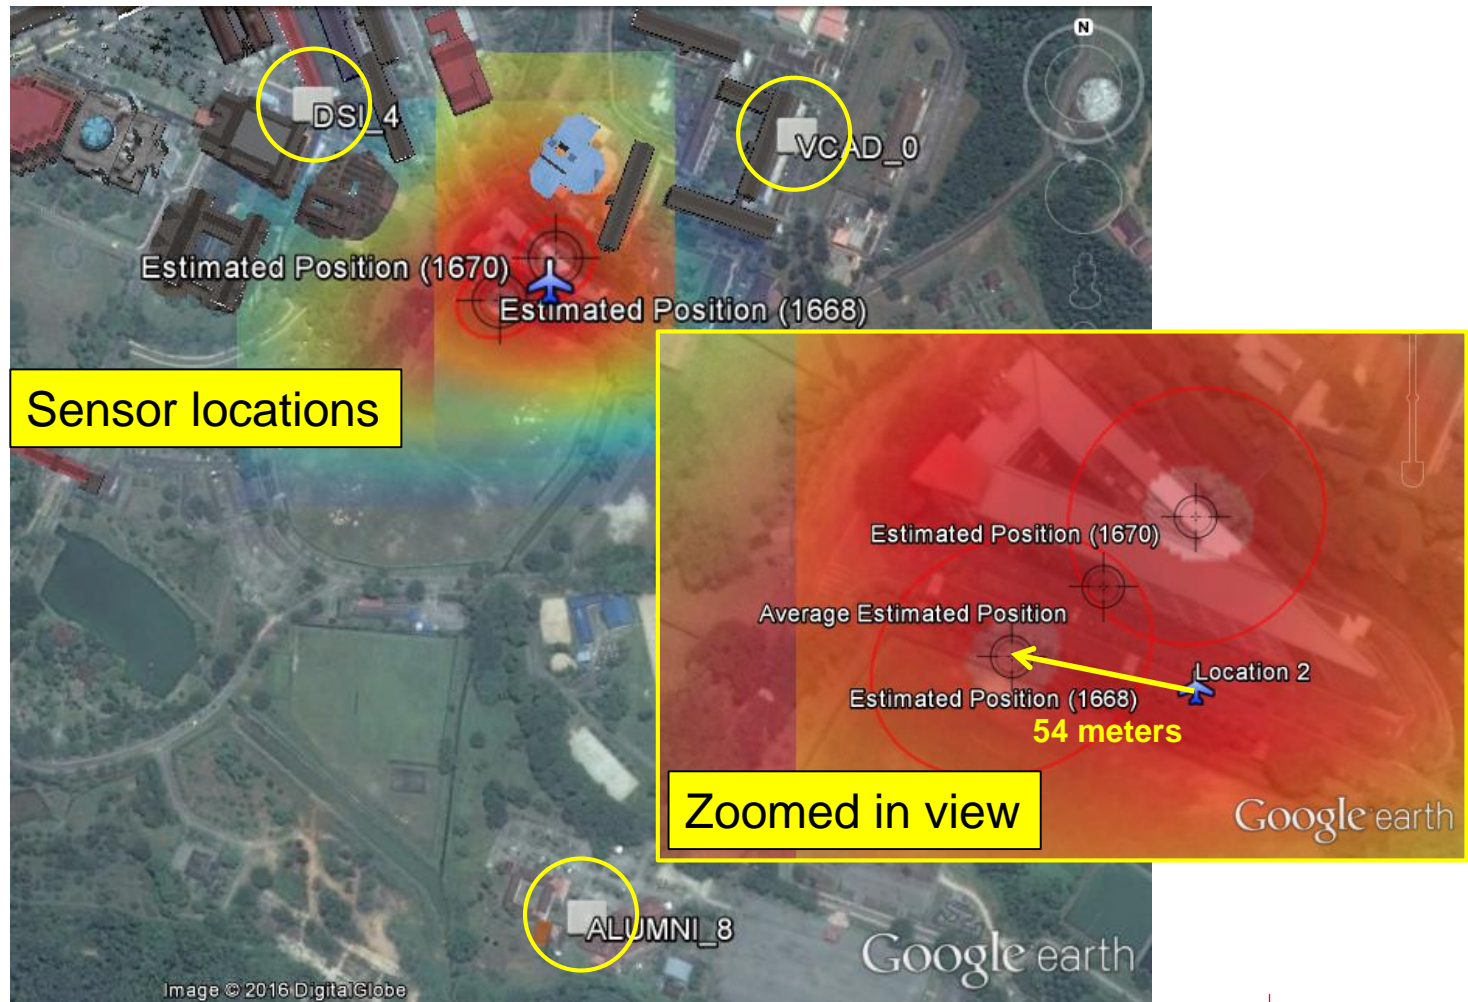 N
DSI_4
VCAD_0
Estimated Position (1670)
Estimated Position (1668)
Sensor locations
Estimated Position (1670)
Average Estimated Position
Location 2
Estimated Position (1668)
54 meters
Zoomed in view
Google earth
ALUMNI_8
Google earth
Image © 2016 DigitalGlobe